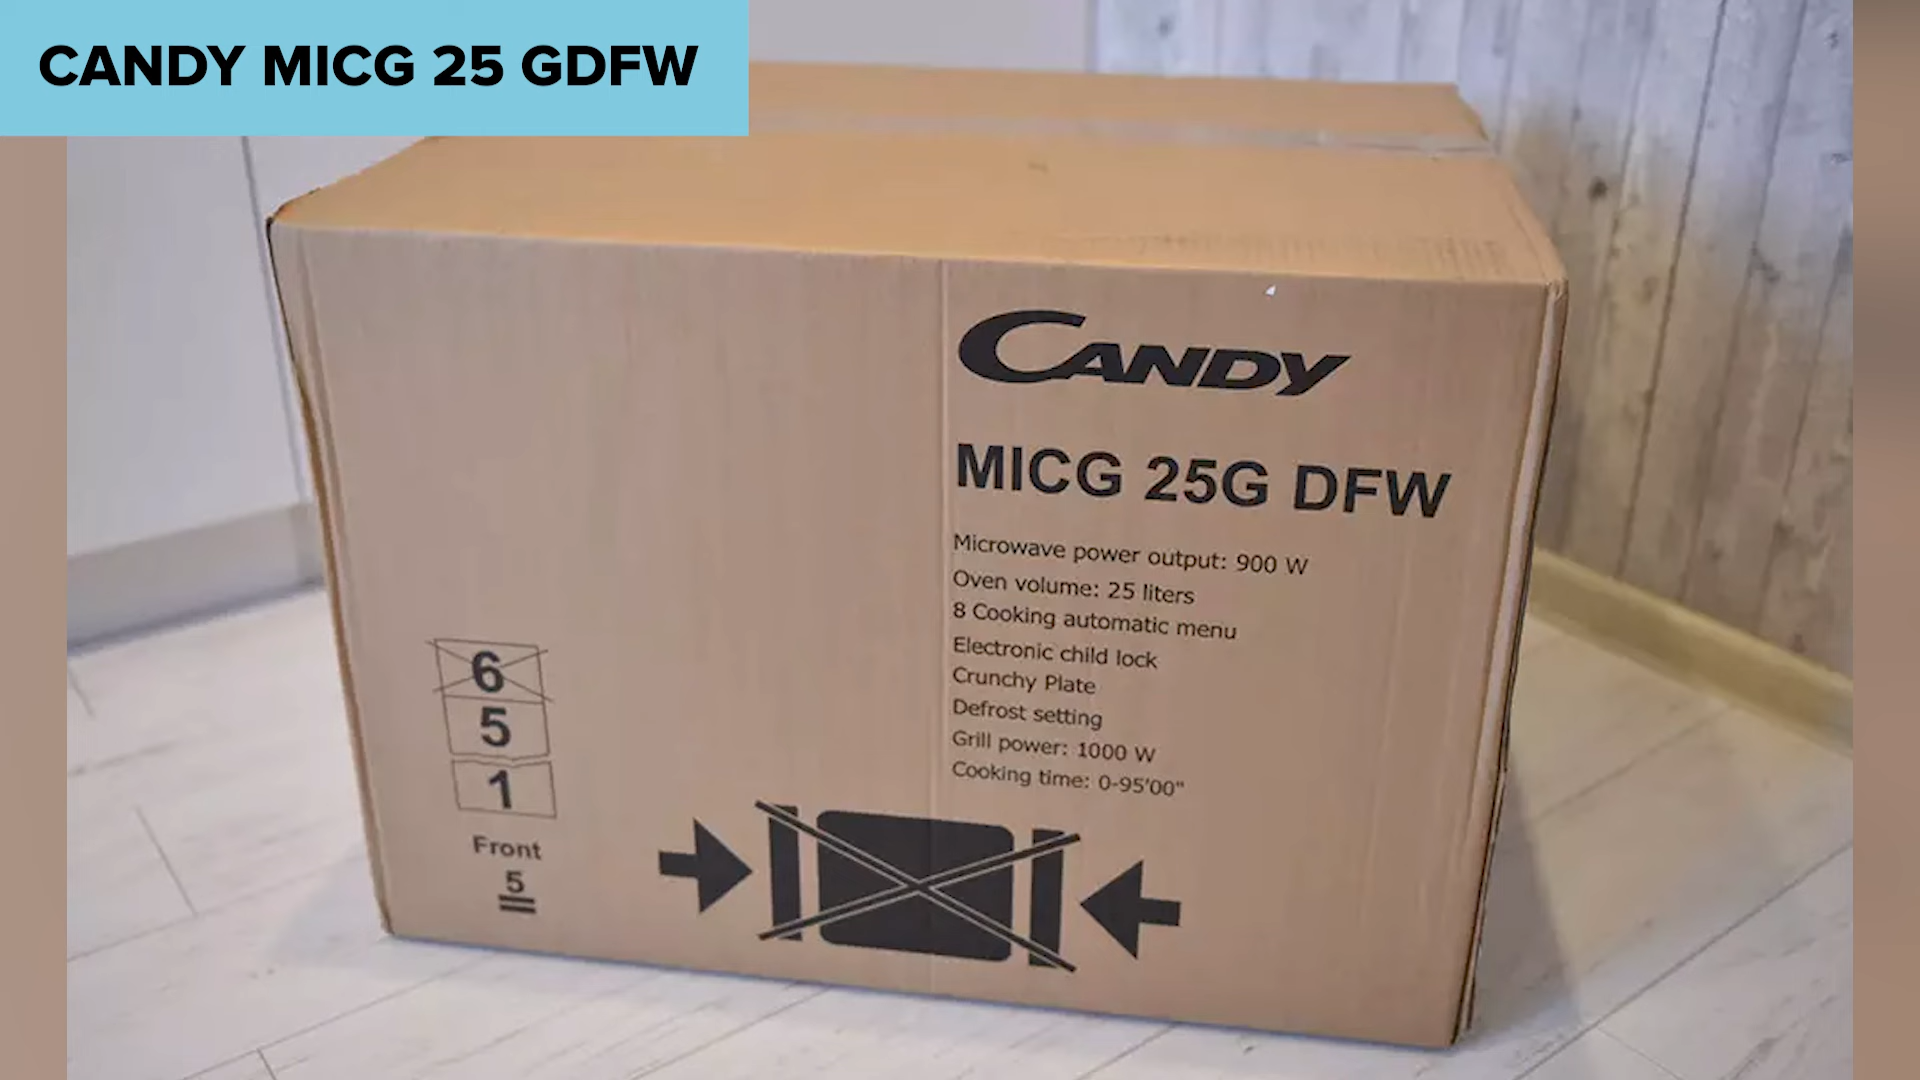 CANDY MICG 25 GDFW
CANDY
MICG 25G DFW
Microwave power output: 900 W
Oven volume: 25 liters
8 Cooking automatic menu
Electronic child lock
Crunchy Plate
Defrost setting
Grill power: 1000 W
Cooking time: 0-95'00"
6
5
1
Front
5